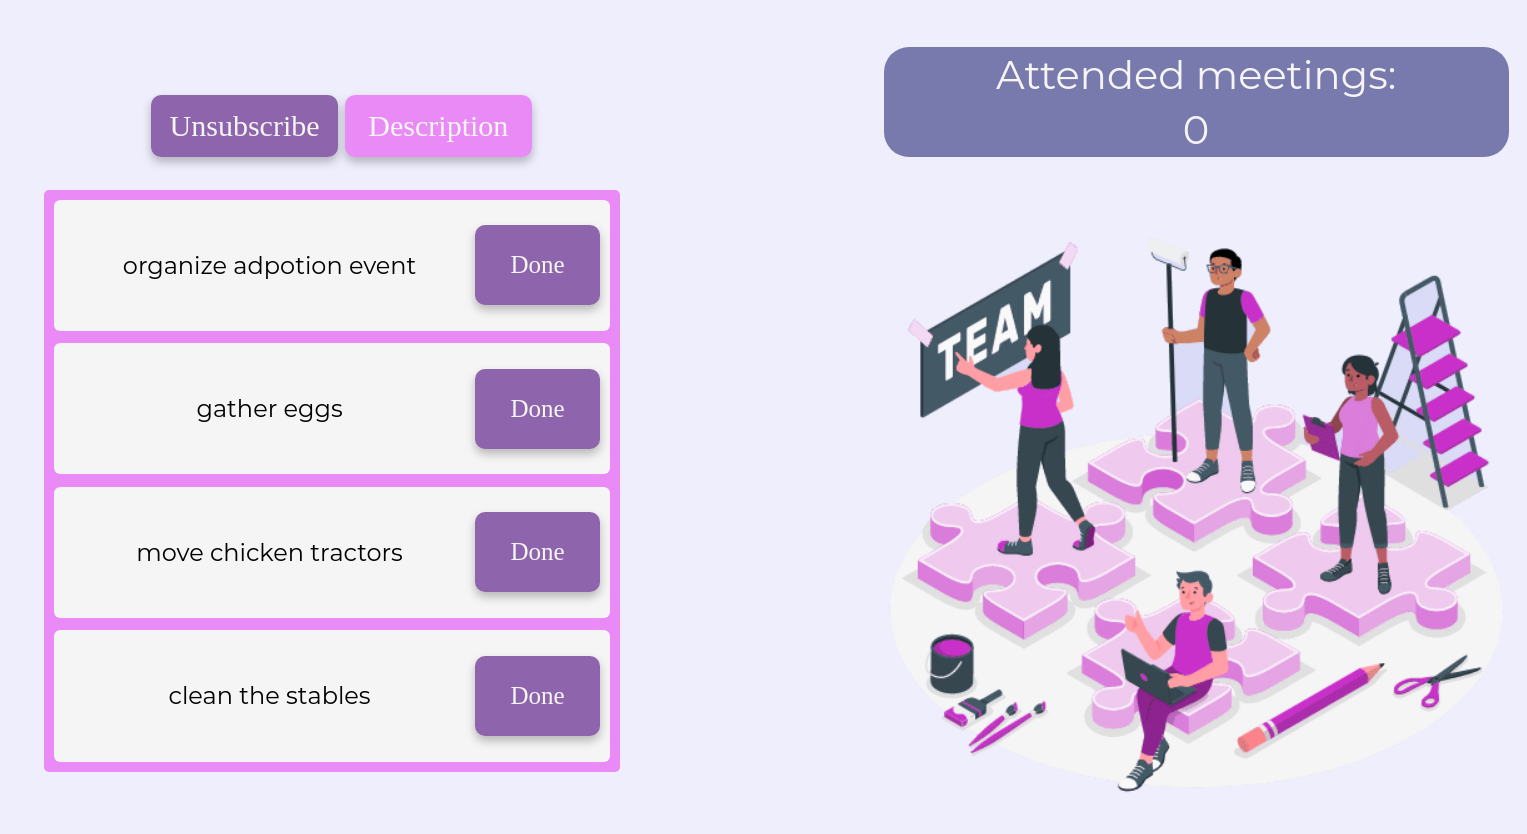 Unsubscribe Description
organize adpotion event Done
gather eggs Done
move chicken tractors Done
clean the stables Done
Attended meetings:
0
TEAM